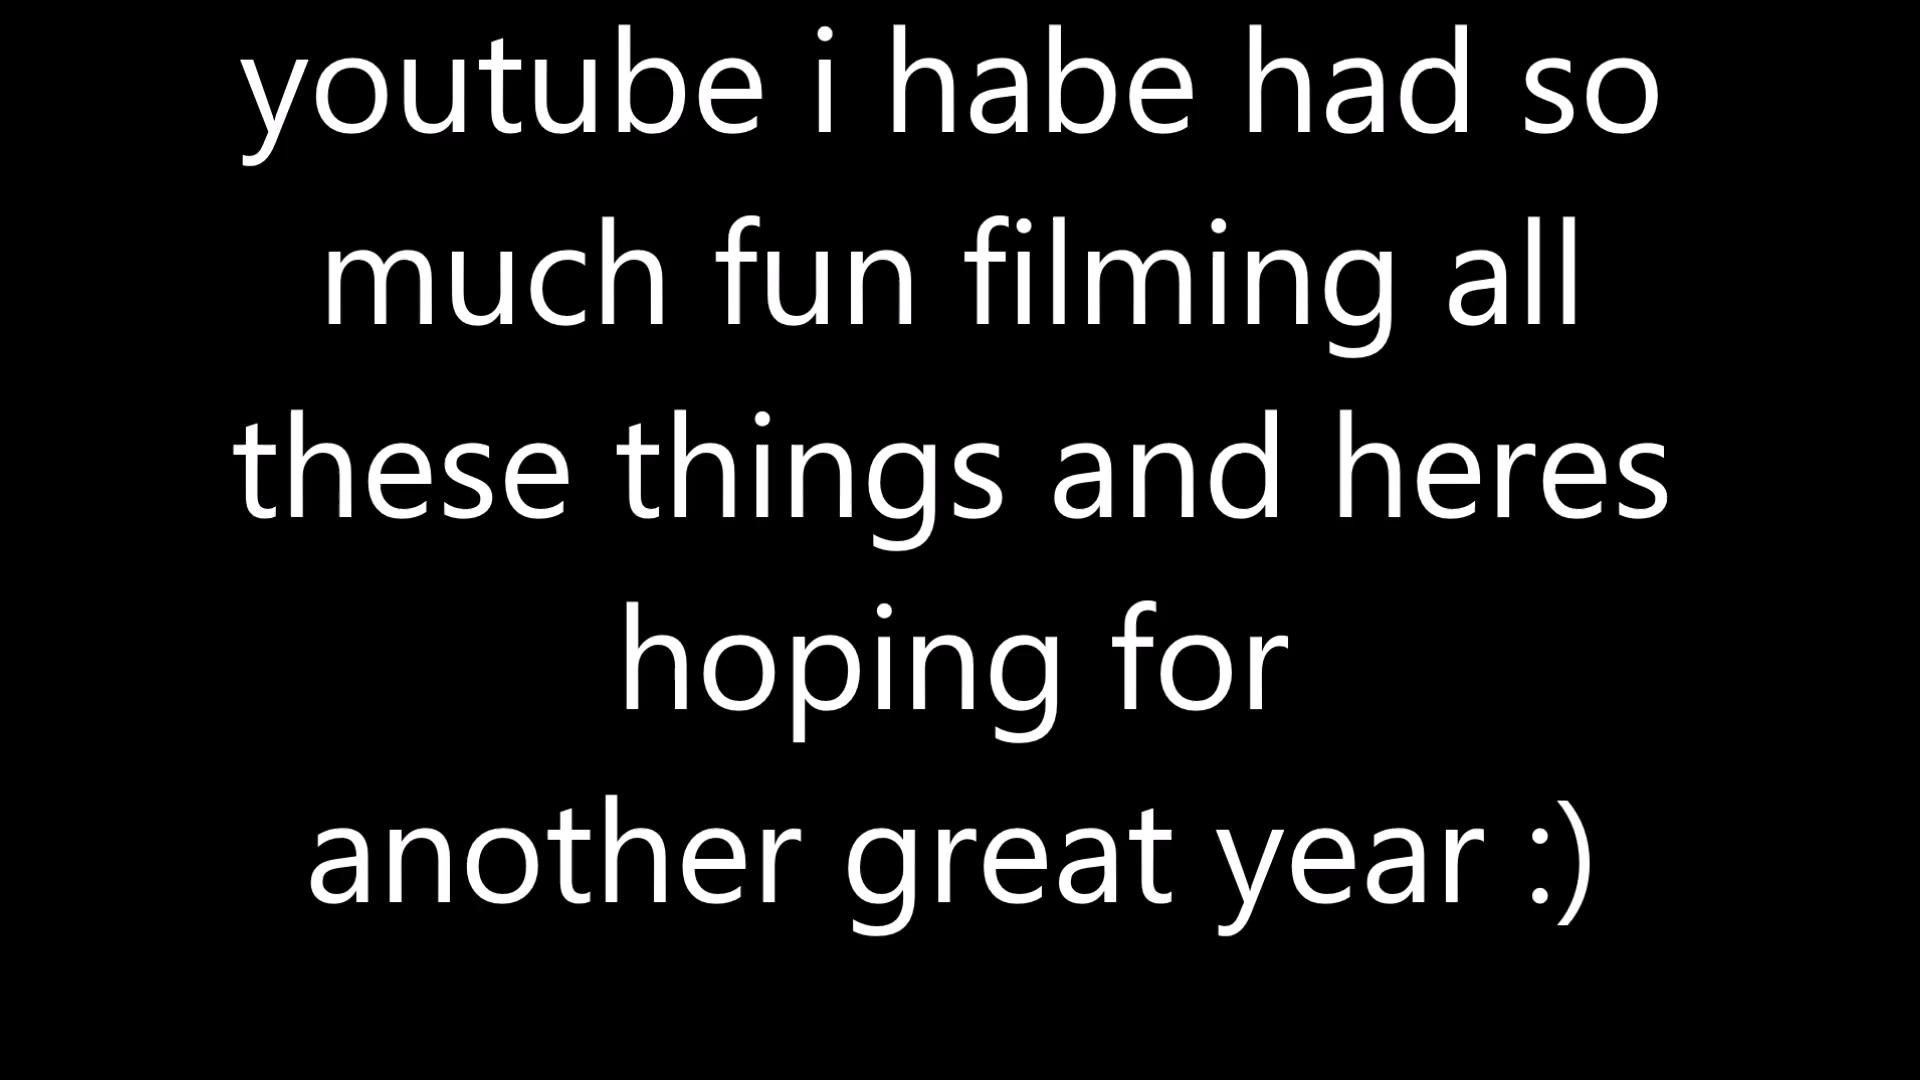 youtube i habe had so
much fun filming all
these things and heres
hoping for
another great year :)